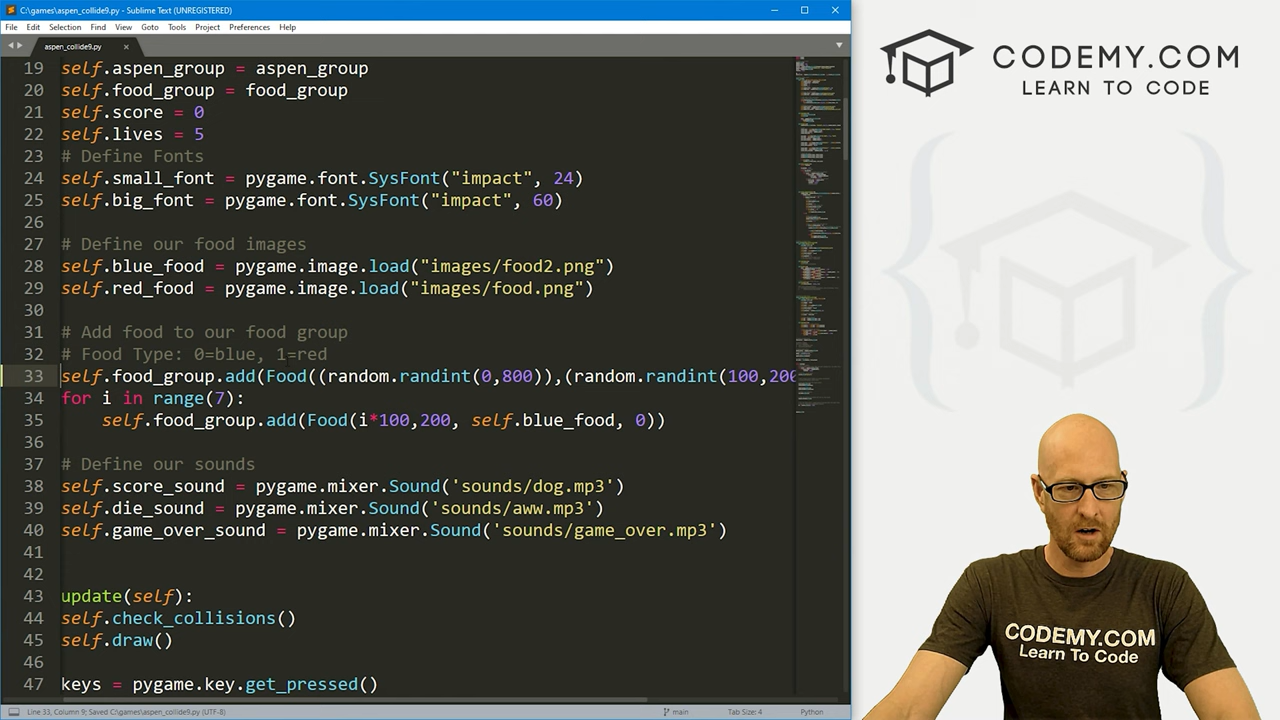 C:\games\aspen_collide9.py - Sublime Text (UNREGISTERED)
File Edit Selection Find View Goto Tools Project Preferences Help
aspen_collide9.py
19 self.aspen_group = aspen_group
20 self.food_group = food_group
21 self.score = 0
22 self.lives = 5
23 # Define Fonts
24 self.small_font = pygame.font.SysFont("impact", 24)
25 self.big_font = pygame.font.SysFont("impact", 60)
26
27 # Define our food images
28 self.blue_food = pygame.image.load("images/food2.png")
29 self.red_food = pygame.image.load("images/food.png")
30
31 # Add food to our food group
32 # Food Type: 0=blue, 1=red
33 self.food_group.add(Food((random.randint(0,800)),(random.randint(100,200
34 for i in range(7):
35 self.food_group.add(Food(i*100,200, self.blue_food, 0))
36
37 # Define our sounds
38 self.score_sound = pygame.mixer.Sound('sounds/dog.mp3')
39 self.die_sound = pygame.mixer.Sound('sounds/aww.mp3')
40 self.game_over_sound = pygame.mixer.Sound('sounds/game_over.mp3')
41
42
43 update(self):
44 self.check_collisions()
45 self.draw()
46
47 keys = pygame.key.get_pressed()
Line 33, Column 9; Saved C:\games\aspen_collide9.py (UTF-8) main Tab Size: 4 Python
CODEMY.COM
LEARN TO CODE
CODEMY.COM
Learn To Code